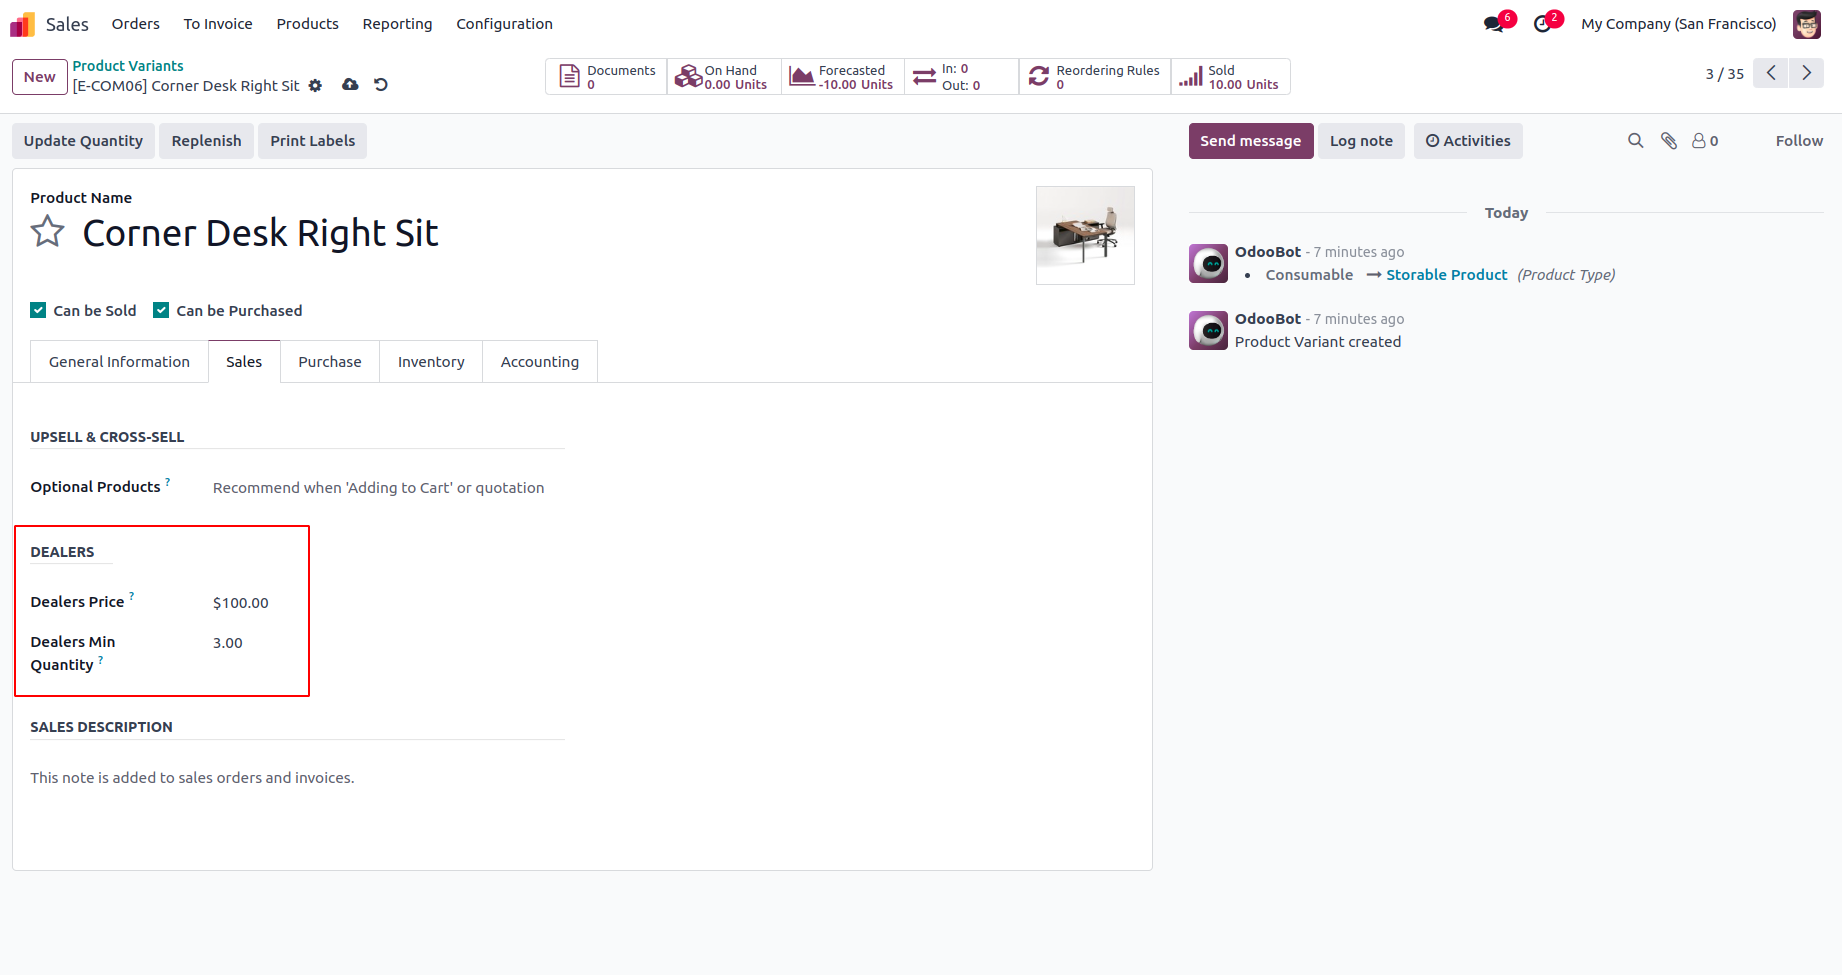 Sales Orders To Invoice Products Reporting Configuration 6 2 My Company (San Francisco)
New Product Variants
[E-COM06] Corner Desk Right Sit
Documents
0
On Hand
0.00 Units
Forecasted
-10.00 Units
In: 0
Out: 0
Reordering Rules
0
Sold
10.00 Units
3 / 35
Update Quantity Replenish Print Labels
Send message Log note Activities 0 Follow
Product Name
Corner Desk Right Sit
Can be Sold Can be Purchased
General Information Sales Purchase Inventory Accounting
UPSELL & CROSS-SELL
Optional Products ? Recommend when 'Adding to Cart' or quotation
DEALERS
Dealers Price ? $100.00
Dealers Min
Quantity ? 3.00
SALES DESCRIPTION
This note is added to sales orders and invoices.
Today
OdooBot - 7 minutes ago
• Consumable → Storable Product (Product Type)
OdooBot - 7 minutes ago
Product Variant created